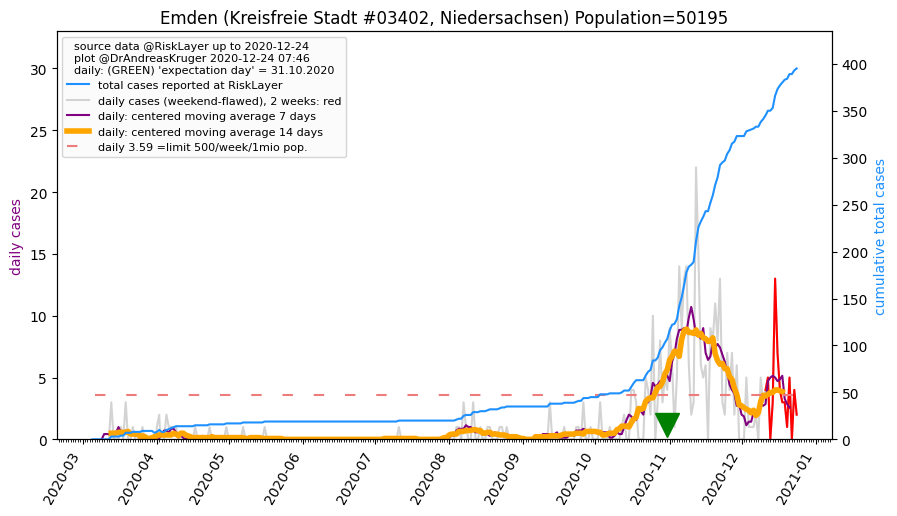 Emden (Kreisfreie Stadt #03402, Niedersachsen) Population=50195
source data @RiskLayer up to 2020-12-24
plot @DrAndreasKruger 2020-12-24 07:46
daily: (GREEN) 'expectation day' = 31.10.2020
total cases reported at RiskLayer
daily cases (weekend-flawed), 2 weeks: red
daily: centered moving average 7 days
daily: centered moving average 14 days
daily 3.59 =limit 500/week/1mio pop.
daily cases
30
25
20
15
10
5
0
cumulative total cases
400
350
300
250
200
150
100
50
0
2020-03
2020-04
2020-05
2020-06
2020-07
2020-08
2020-09
2020-10
2020-11
2020-12
2021-01